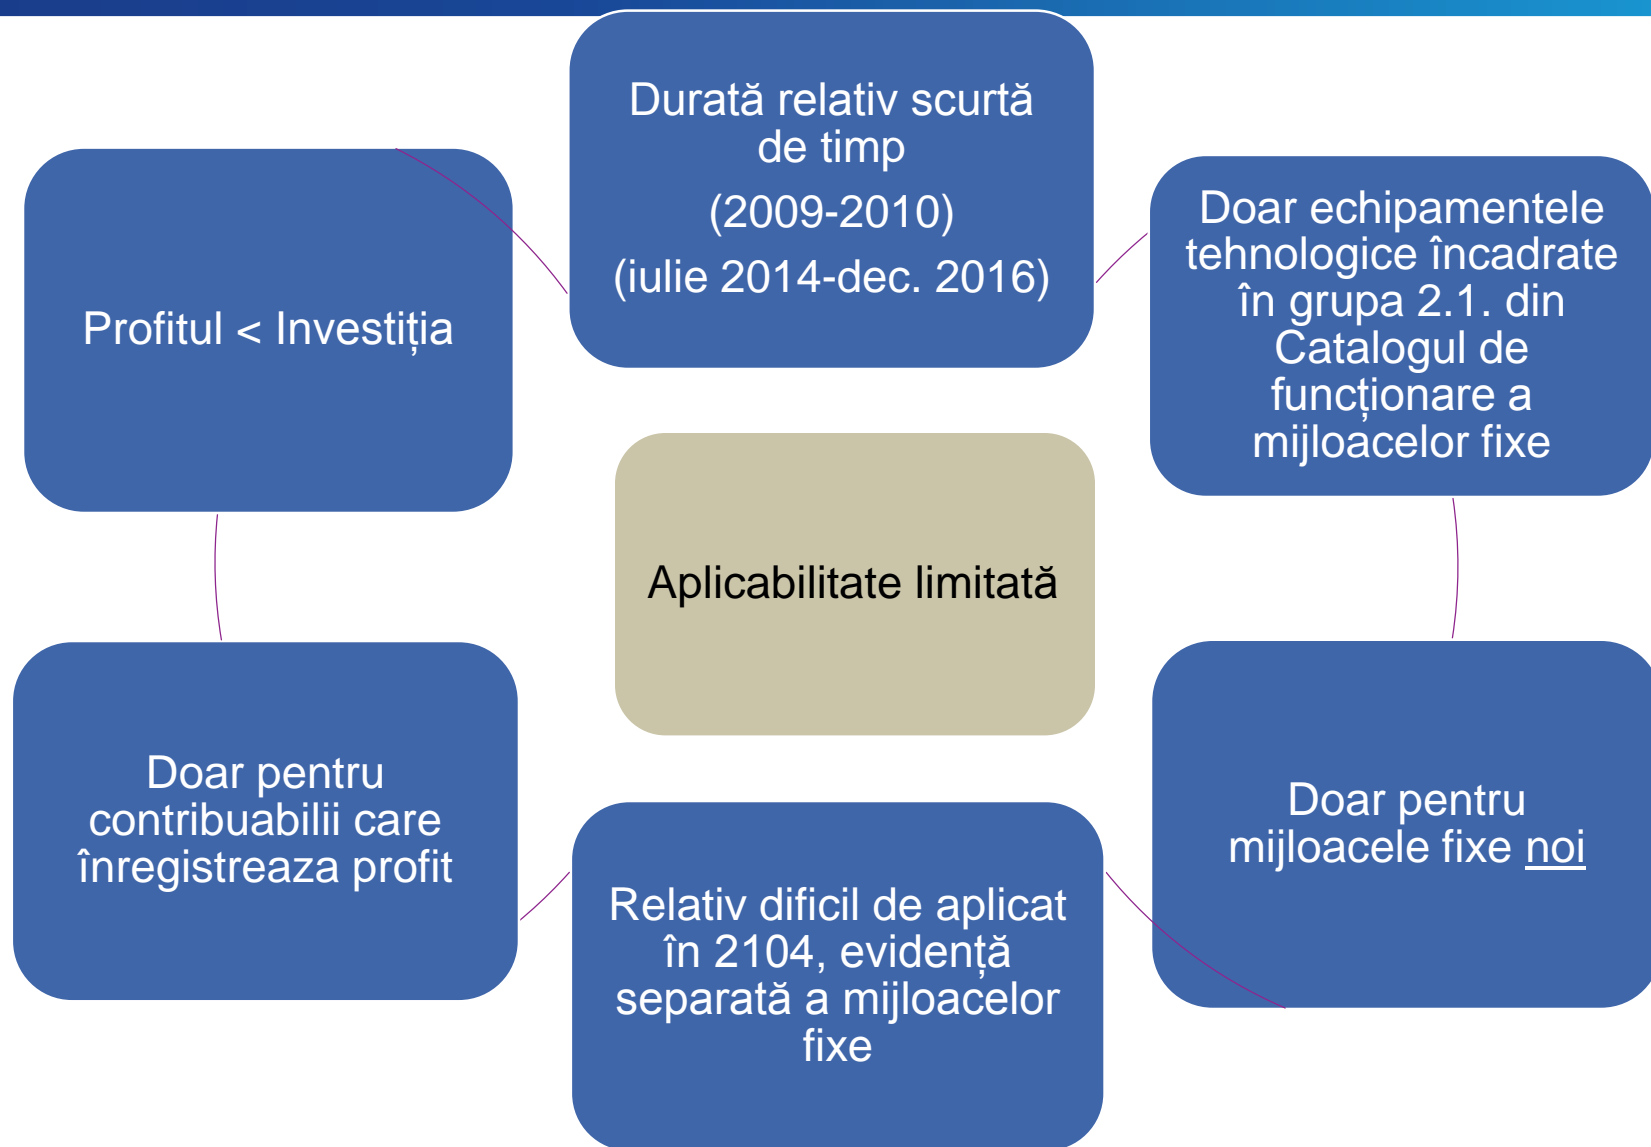 Durată relativ scurtă
de timp
(2009-2010)
(iulie 2014-dec. 2016)
Doar echipamentele
tehnologice încadrate
în grupa 2.1. din
Catalogul de
funcționare a
mijloacelor fixe
Doar pentru
mijloacele fixe noi
Relativ dificil de aplicat
în 2104, evidență
separată a mijloacelor
fixe
Doar pentru
contribuabilii care
înregistreaza profit
Profitul < Investiția
Aplicabilitate limitată